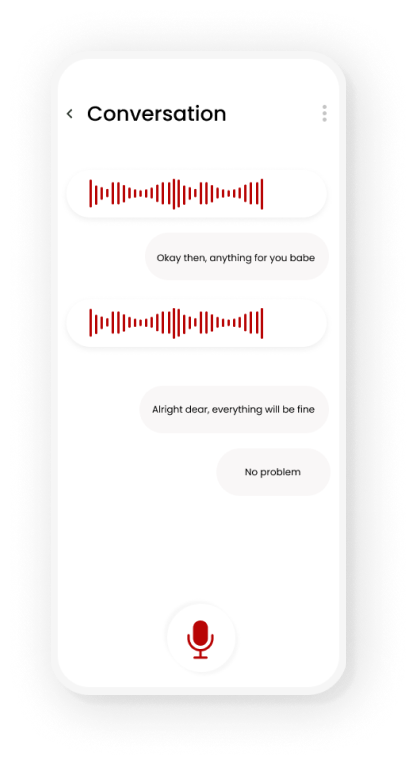 Conversation
Okay then, anything for you babe
Alright dear, everything will be fine
No problem